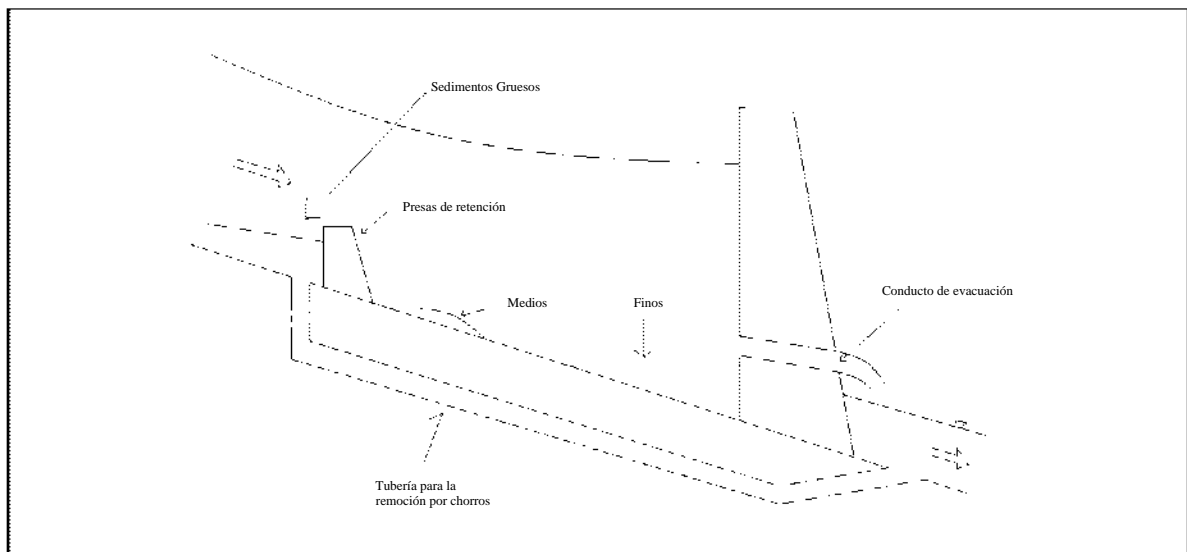 Sedimentos Gruesos
Presas de retención
Medios
Finos
Conducto de evacuación
Tubería para la
remoción por chorros